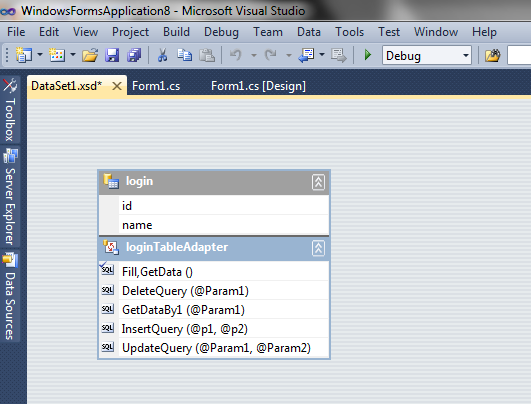 WindowsFormsApplication8 - Microsoft Visual Studio
File Edit View Project Build Debug Team Data Tools Test Window
Debug
DataSet1.xsd* Form1.cs Form1.cs [Design]
Toolbox
Server Explorer
Data Sources
login
id
name
loginTableAdapter
SQL Fill,GetData ()
SQL DeleteQuery (@Param1)
SQL GetDataBy1 (@Param1)
SQL InsertQuery (@p1, @p2)
SQL UpdateQuery (@Param1, @Param2)